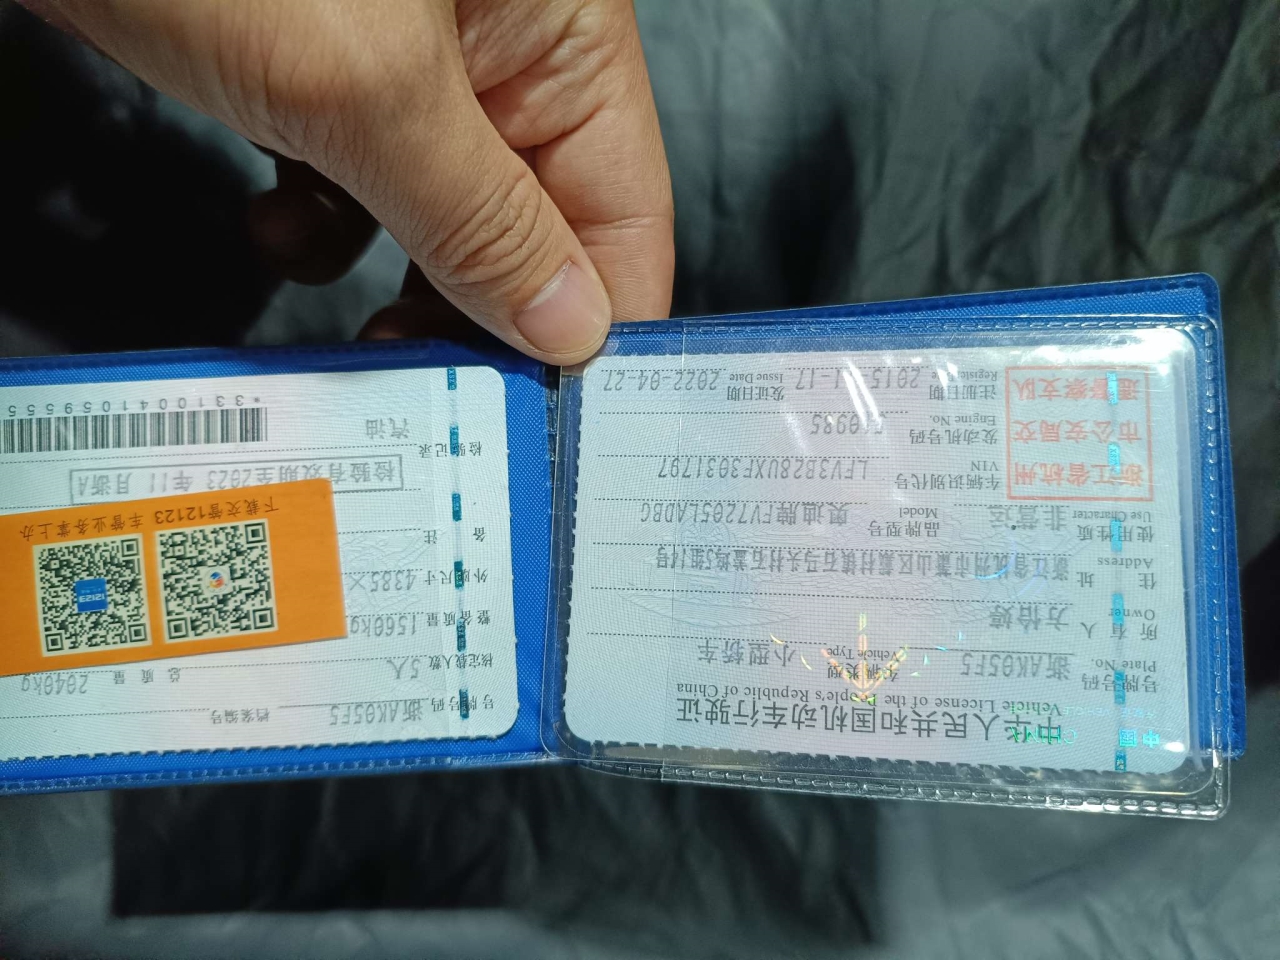 中华人民共和国机动车行驶证
Vehicle License of the People's Republic of China
号牌号码 浙AK05F5 车辆类型 小型轿车
Plate No. Vehicle Type
所有人 方怡婷
Owner
住址 浙江省杭州市萧山区
Address
使用性质 非营运 品牌型号 奥迪牌FV7205LADBG
Use Character Model
车辆识别代号 LFV3B28UXF3031797
VIN
发动机号码
Engine No.
注册日期 发证日期 2022-04-27
Register Date Issue Date
浙江省杭州
市公安局交
通警察支队
号牌号码 浙AK05F5 档案编号
核定载人数 5人 总质量 2040kg
整备质量 1560kg
外廓尺寸 4385×
备注
检验有效期至2023年11月浙A
检验记录
汽油
*3310041059555
下载交管12123 车管业务掌上办
12123